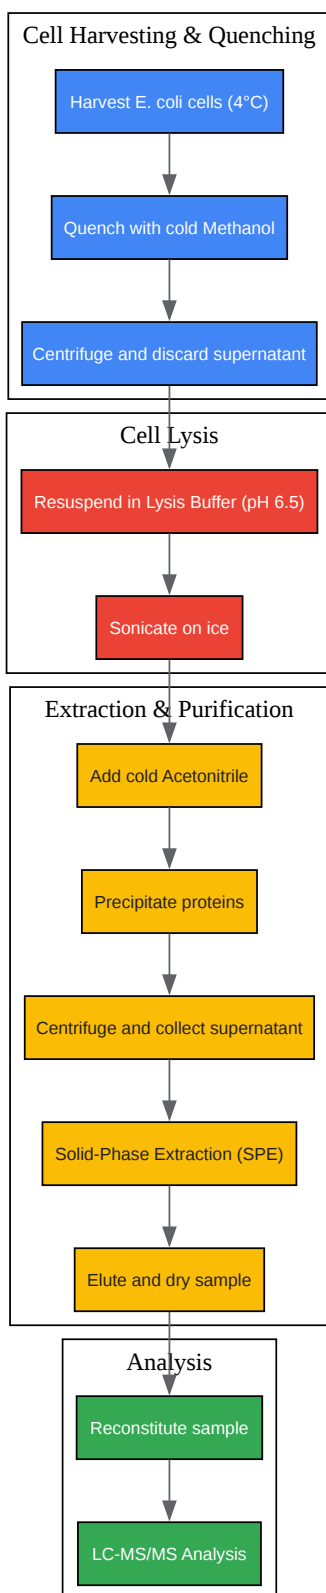 Cell Harvesting & Quenching
Harvest E. coli cells (4°C)
Quench with cold Methanol
Centrifuge and discard supernatant
Cell Lysis
Resuspend in Lysis Buffer (pH 6.5)
Sonicate on ice
Extraction & Purification
Add cold Acetonitrile
Precipitate proteins
Centrifuge and collect supernatant
Solid-Phase Extraction (SPE)
Elute and dry sample
Analysis
Reconstitute sample
LC-MS/MS Analysis